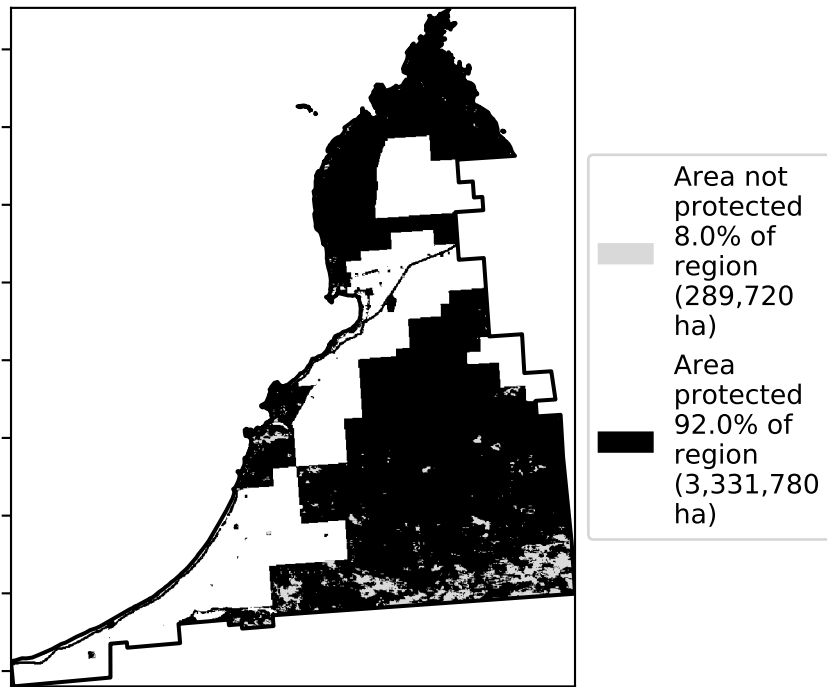 Area not
protected
8.0% of
region
(289,720
ha)
Area
protected
92.0% of
region
(3,331,780
ha)